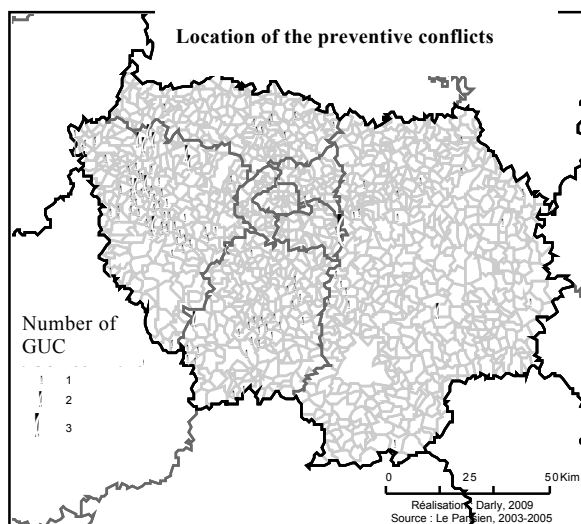 Location of the preventive conflicts
Number of
GUC
1
2
3
0 25 50 Km
Réalisation: Darly, 2009
Source : Le Parisien, 2003-2005